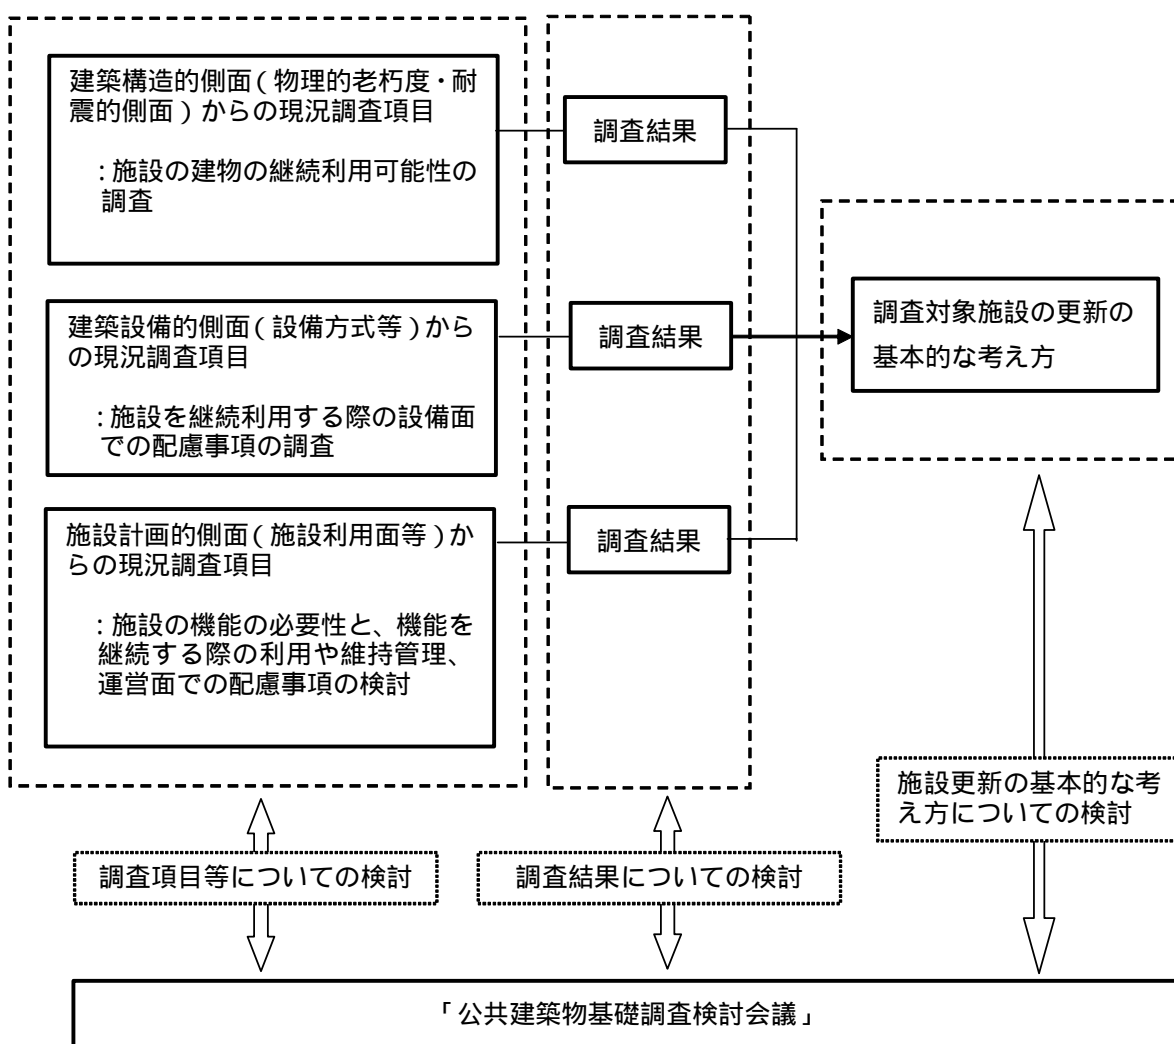 建築構造的側面(物理的老朽度・耐
震的側面)からの現況調査項目
:施設の建物の継続利用可能性の
調査
調査結果
建築設備的側面(設備方式等)から
の現況調査項目
:施設を継続利用する際の設備面
での配慮事項の調査
調査結果
調査対象施設の更新の
基本的な考え方
施設計画的側面(施設利用面等)か
らの現況調査項目
:施設の機能の必要性と、機能を
継続する際の利用や維持管理、
運営面での配慮事項の検討
調査結果
施設更新の基本的な考
え方についての検討
調査項目等についての検討
調査結果についての検討
「公共建築物基礎調査検討会議」